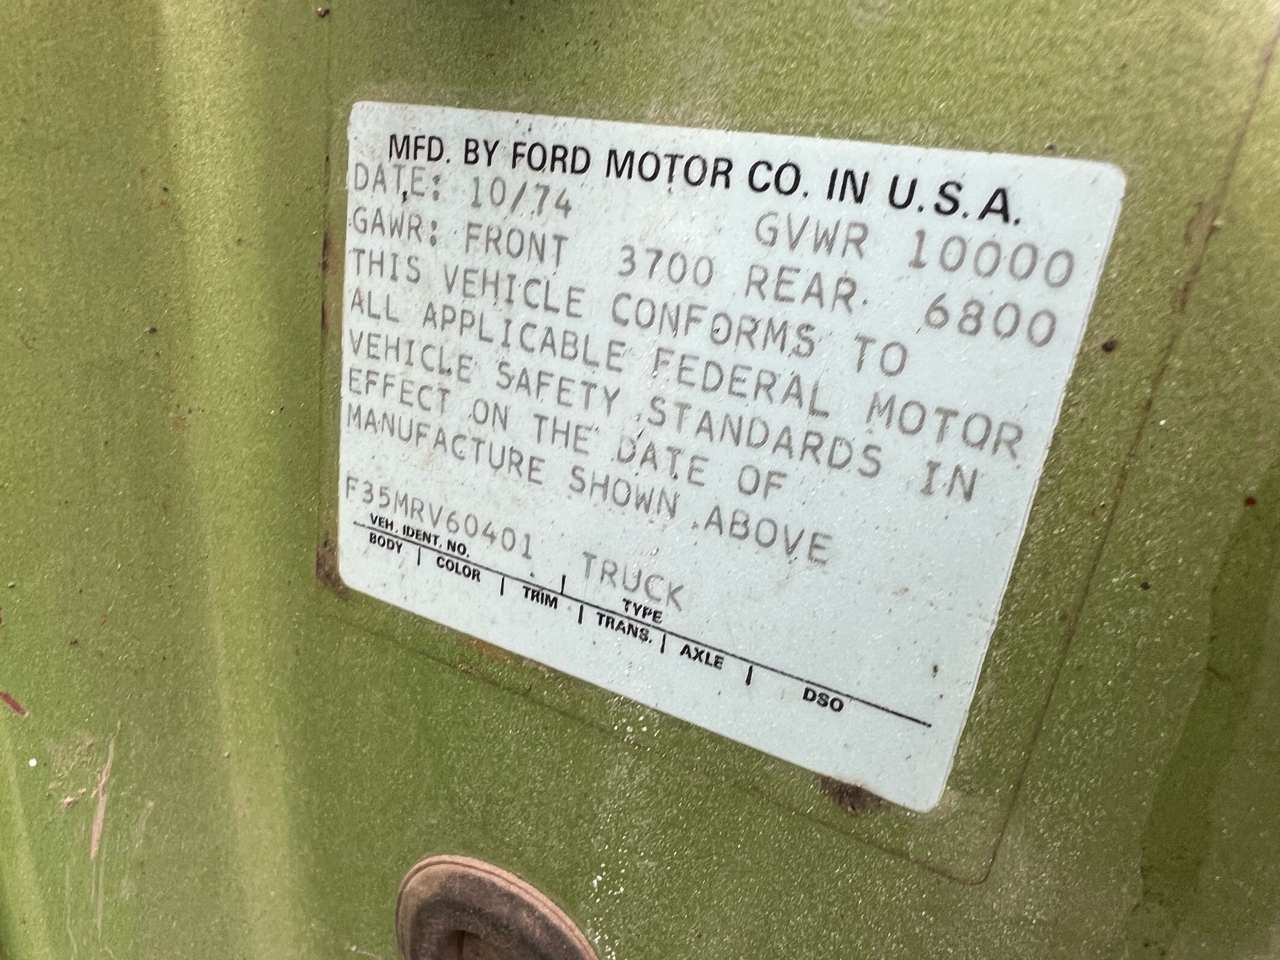 MFD. BY FORD MOTOR CO. IN U.S.A.
DATE: 10/74 GVWR 10000
GAWR: FRONT 3700 REAR 6800
THIS VEHICLE CONFORMS TO
ALL APPLICABLE FEDERAL MOTOR
VEHICLE SAFETY STANDARDS IN
EFFECT ON THE DATE OF
MANUFACTURE SHOWN ABOVE
F35MRV60401 TRUCK
VEH. IDENT. NO. TYPE
BODY COLOR TRIM TRANS. AXLE DSO